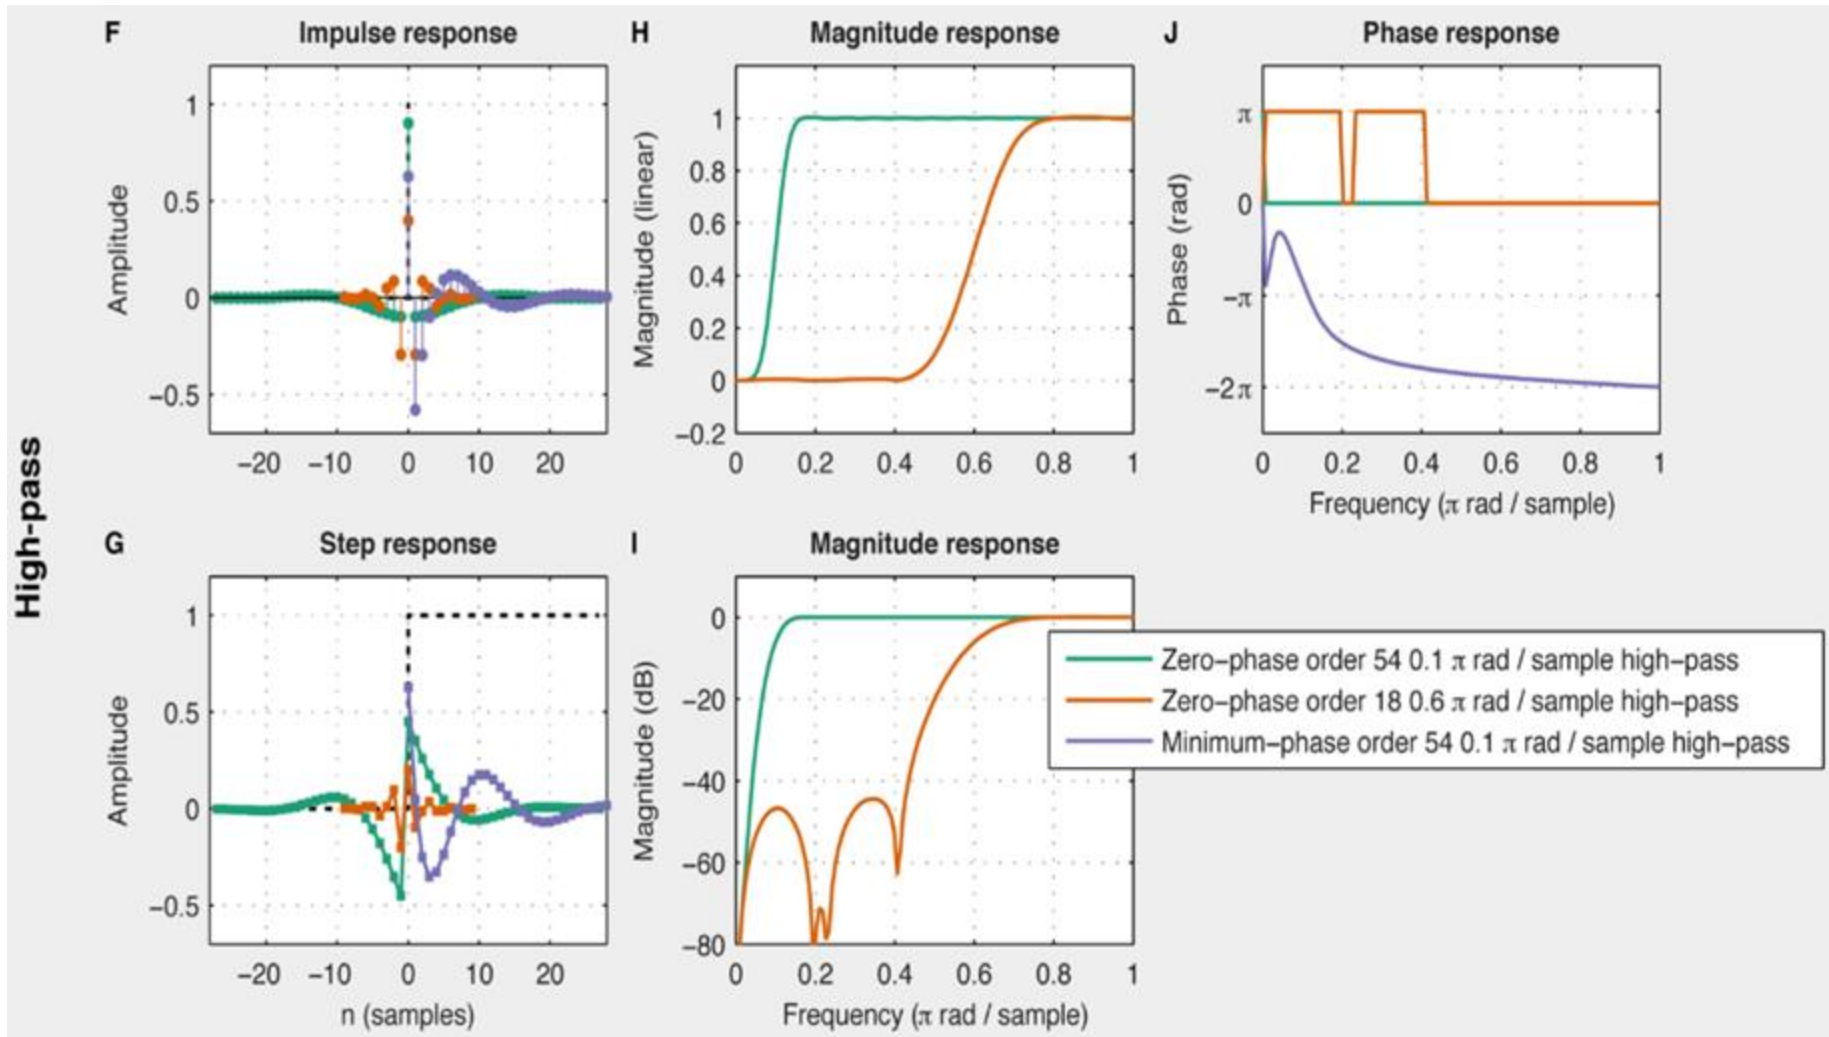 High-pass
F
Impulse response
Amplitude
1
0.5
0
−0.5
−20 −10 0 10 20
H
Magnitude response
Magnitude (linear)
1
0.8
0.6
0.4
0.2
0
−0.2
0 0.2 0.4 0.6 0.8 1
J
Phase response
Phase (rad)
π
0
−π
−2π
0 0.2 0.4 0.6 0.8 1
Frequency (π rad / sample)
G
Step response
Amplitude
1
0.5
0
−0.5
−20 −10 0 10 20
n (samples)
I
Magnitude response
Magnitude (dB)
0
−20
−40
−60
−80
0 0.2 0.4 0.6 0.8 1
Frequency (π rad / sample)
Zero−phase order 54 0.1 π rad / sample high−pass
Zero−phase order 18 0.6 π rad / sample high−pass
Minimum−phase order 54 0.1 π rad / sample high−pass